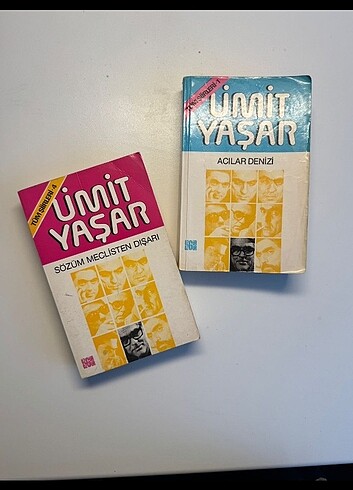 TÜM ŞİİRLERİ 4
ÜMİT
YAŞAR
SÖZÜM MECLİSTEN DIŞARI
ÜMİT
YAŞAR
ACILAR DENİZİ